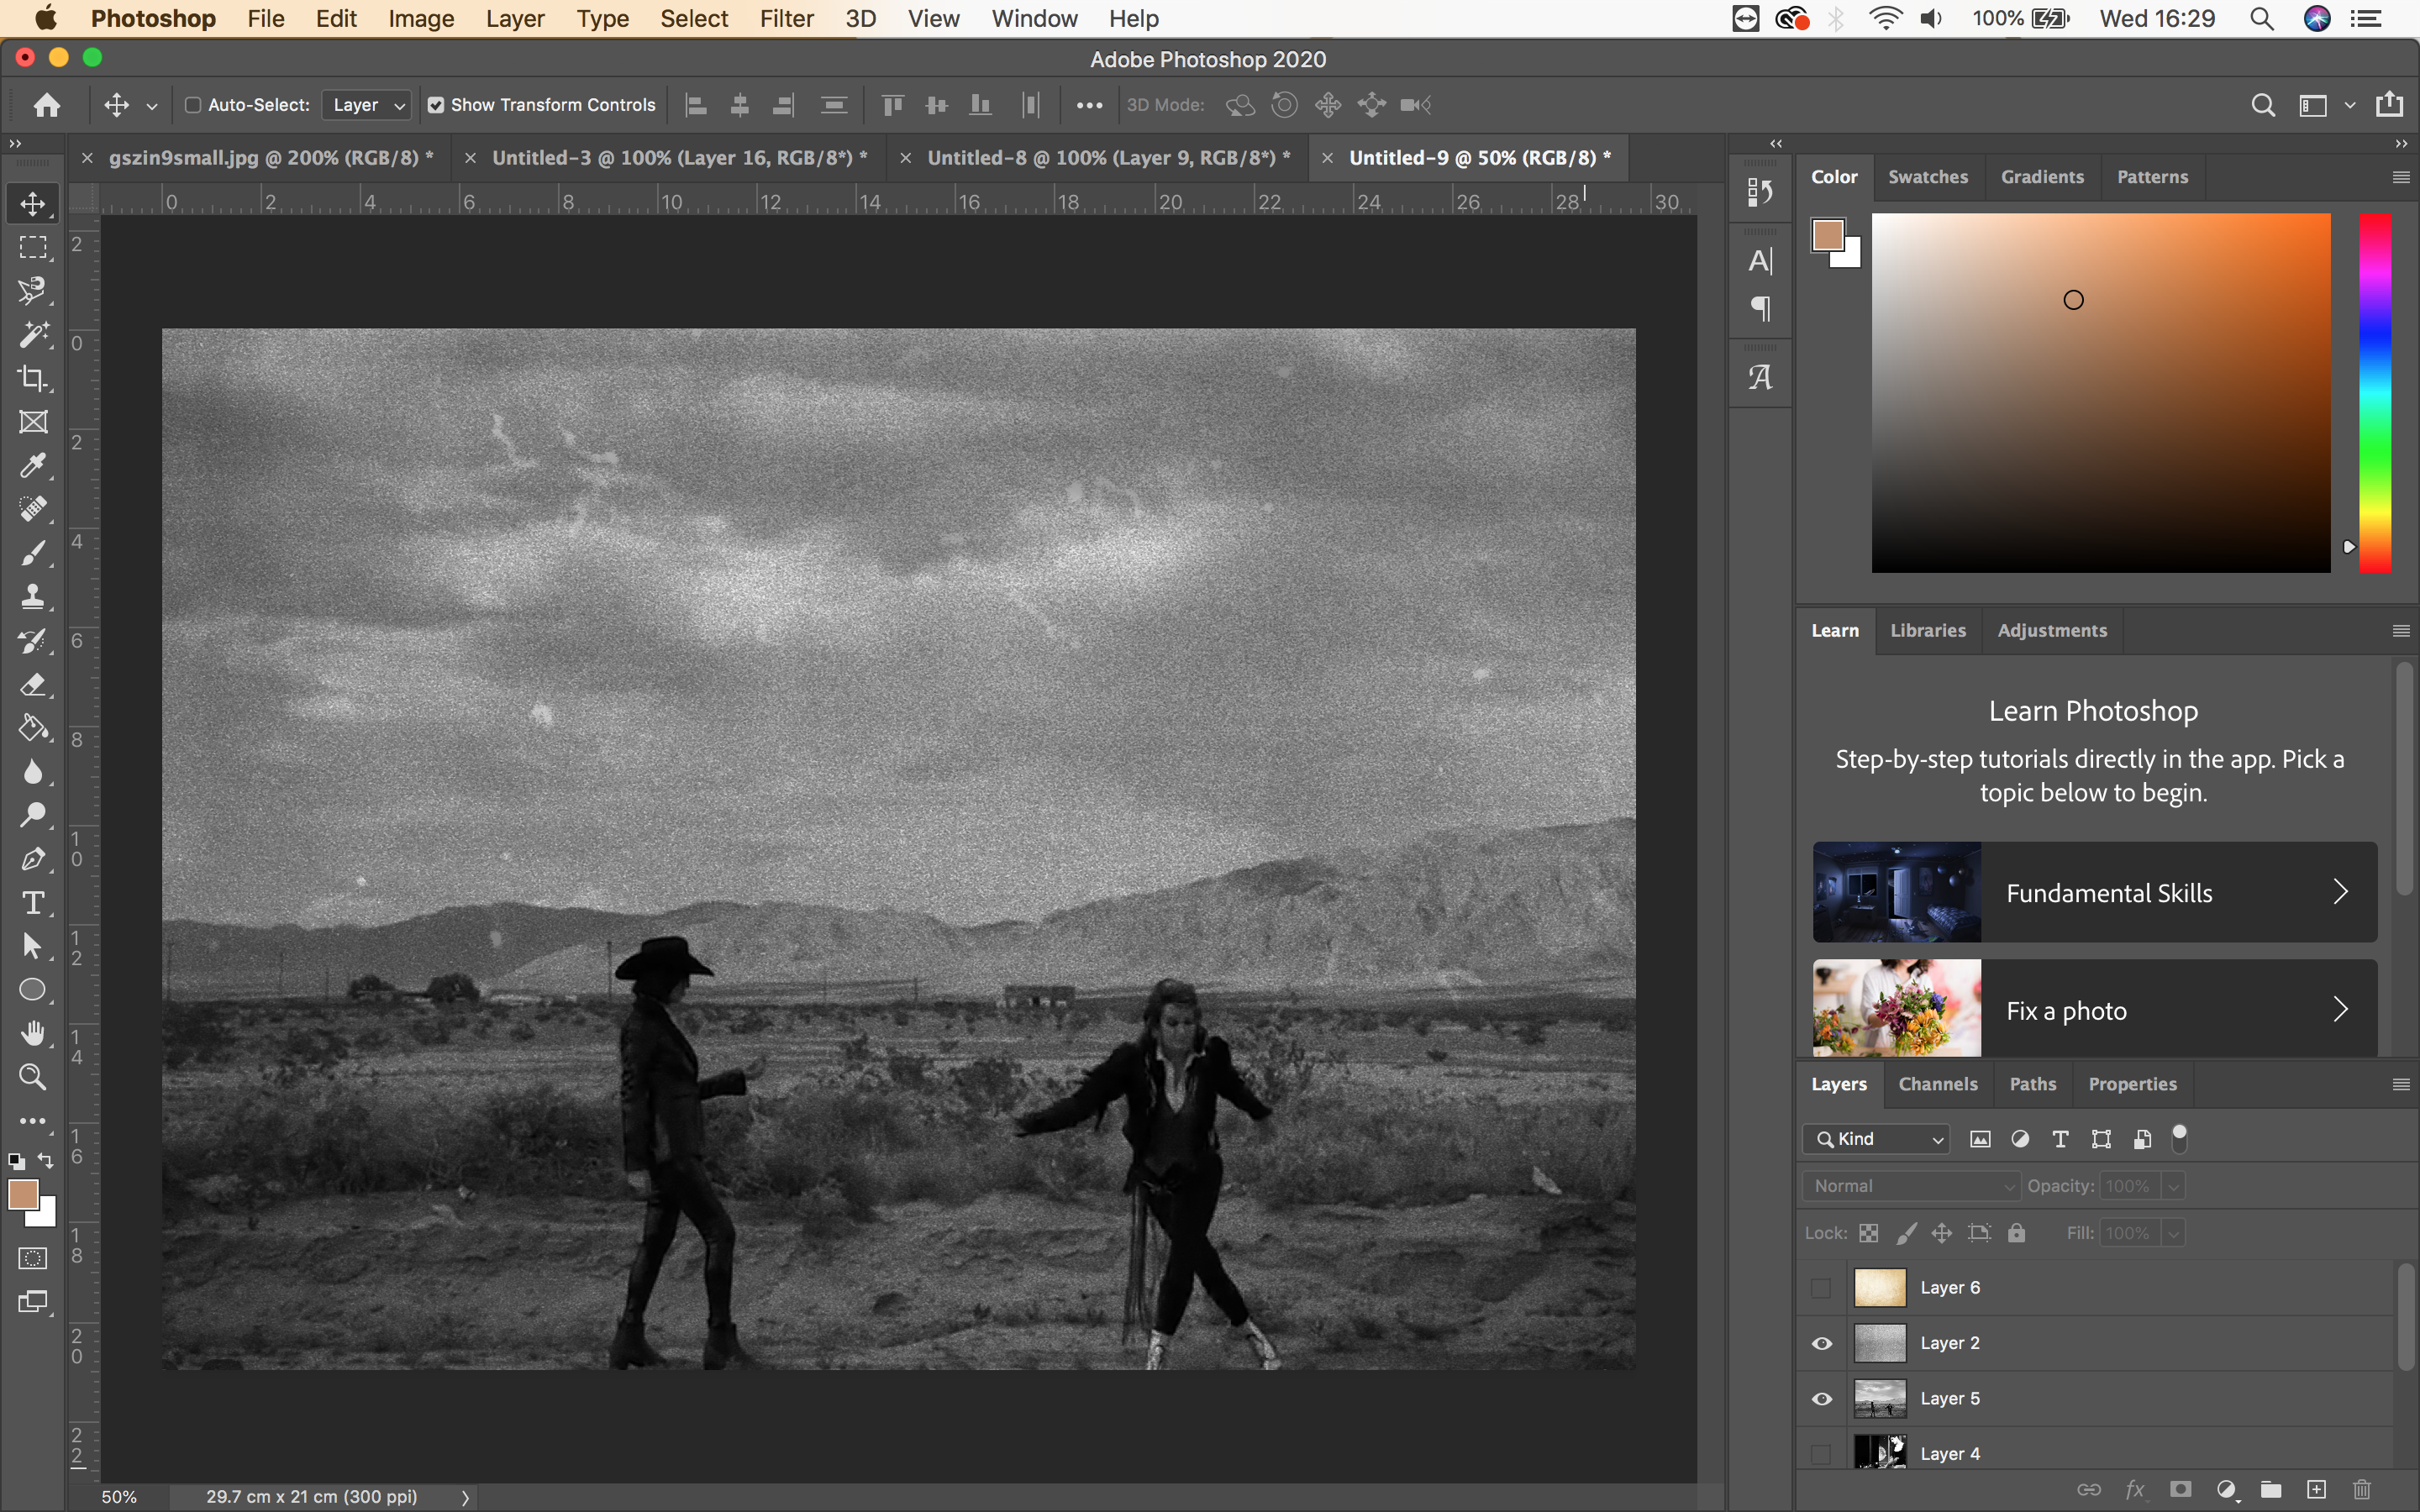 Photoshop File Edit Image Layer Type Select Filter 3D View Window Help 100% Wed 16:29
Adobe Photoshop 2020
Auto-Select: Layer Show Transform Controls 3D Mode:
gszin9small.jpg @ 200% (RGB/8) * Untitled-3 @ 100% (Layer 16, RGB/8*) * Untitled-8 @ 100% (Layer 9, RGB/8*) * Untitled-9 @ 50% (RGB/8) *
0 2 4 6 8 10 12 14 16 18 20 22 24 26 28 30
2
0
2
4
6
8
10
12
14
16
18
20
22
Color Swatches Gradients Patterns
Learn Libraries Adjustments
Learn Photoshop
Step-by-step tutorials directly in the app. Pick a
topic below to begin.
Fundamental Skills
Fix a photo
Layers Channels Paths Properties
Kind
Normal Opacity: 100%
Lock: Fill: 100%
Layer 6
Layer 2
Layer 5
Layer 4
fx
50% 29.7 cm x 21 cm (300 ppi)